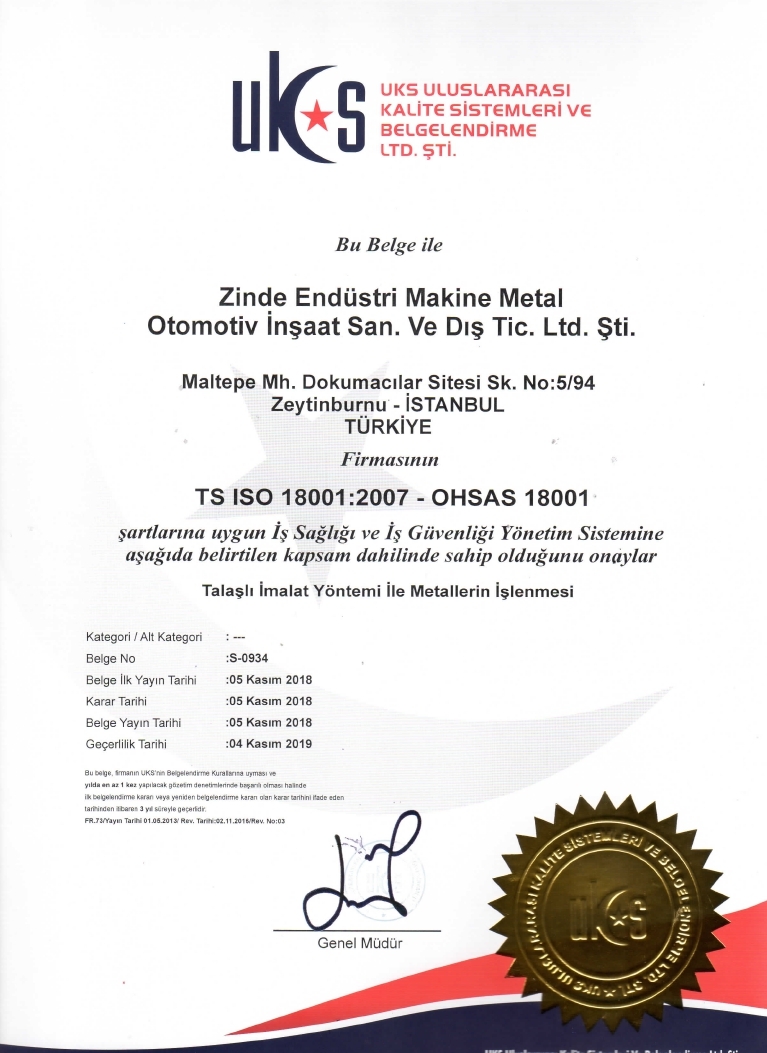 uks
UKS ULUSLARARASI
KALİTE SİSTEMLERİ VE
BELGELENDİRME
LTD. ŞTİ.
Bu Belge ile
Zinde Endüstri Makine Metal
Otomotiv İnşaat San. Ve Dış Tic. Ltd. Şti.
Maltepe Mh. Dokumacılar Sitesi Sk. No:5/94
Zeytinburnu - İSTANBUL
TÜRKİYE
Firmasının
TS ISO 18001:2007 - OHSAS 18001
şartlarına uygun İş Sağlığı ve İş Güvenliği Yönetim Sistemine
aşağıda belirtilen kapsam dahilinde sahip olduğunu onaylar
Talaşlı İmalat Yöntemi İle Metallerin İşlenmesi
Kategori / Alt Kategori : ---
Belge No :S-0934
Belge İlk Yayın Tarihi :05 Kasım 2018
Karar Tarihi :05 Kasım 2018
Belge Yayın Tarihi :05 Kasım 2018
Geçerlilik Tarihi :04 Kasım 2019
Bu belge, firmanın UKS'nin Belgelendirme Kurallarına uyması ve
yılda en az 1 kez yapılacak gözetim denetimlerinde başarılı olması halinde
ilk belgelendirme kararı veya yeniden belgelendirme kararı olan karar tarihini ifade eden
tarihinden itibaren 3 yıl süreyle geçerlidir.
FR.73/Yayın Tarihi 01.05.2013/ Rev. Tarihi:02.11.2016/Rev. No:03
Genel Müdür
UKS ULUSLARARASI KALİTE SİSTEMLERİ VE BELGELENDİRME LTD. ŞTİ.
uks